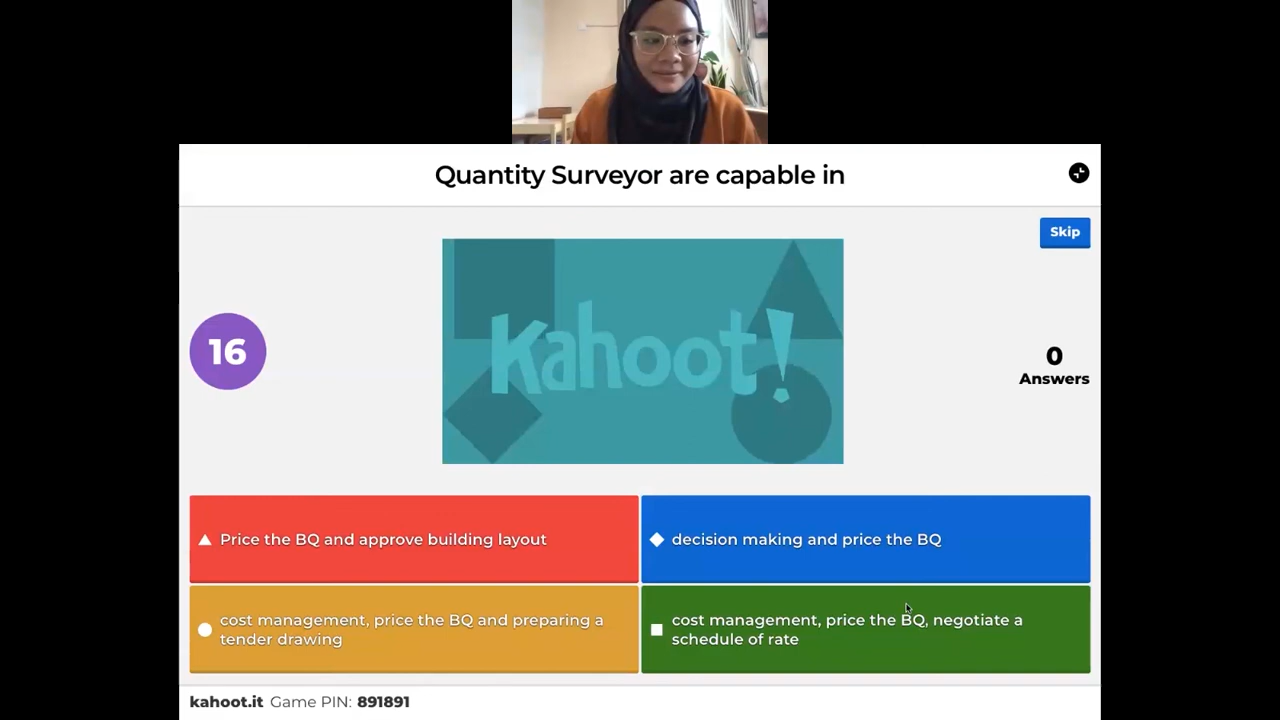 Quantity Surveyor are capable in
Skip
Kahoot!
16
0
Answers
Price the BQ and approve building layout
decision making and price the BQ
cost management, price the BQ and preparing a
tender drawing
cost management, price the BQ, negotiate a
schedule of rate
kahoot.it Game PIN: 891891